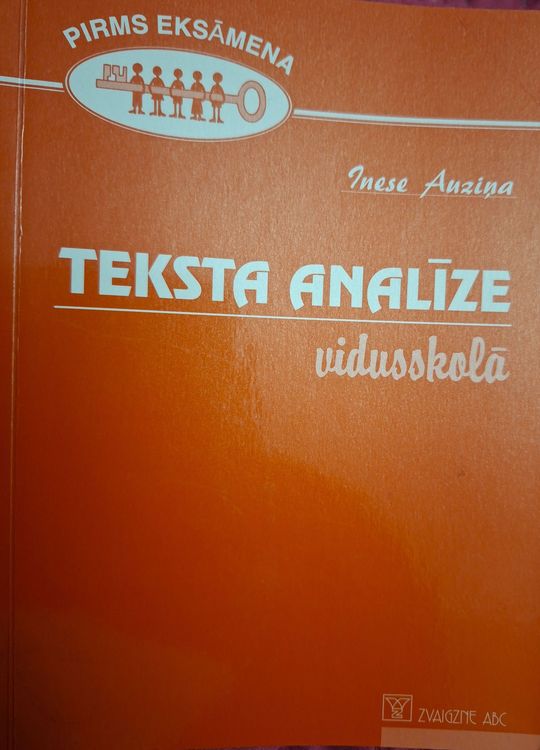 PIRMS EKSĀMENA
Inese Auziņa
TEKSTA ANALĪZE
vidusskolā
ZVAIGZNE ABC